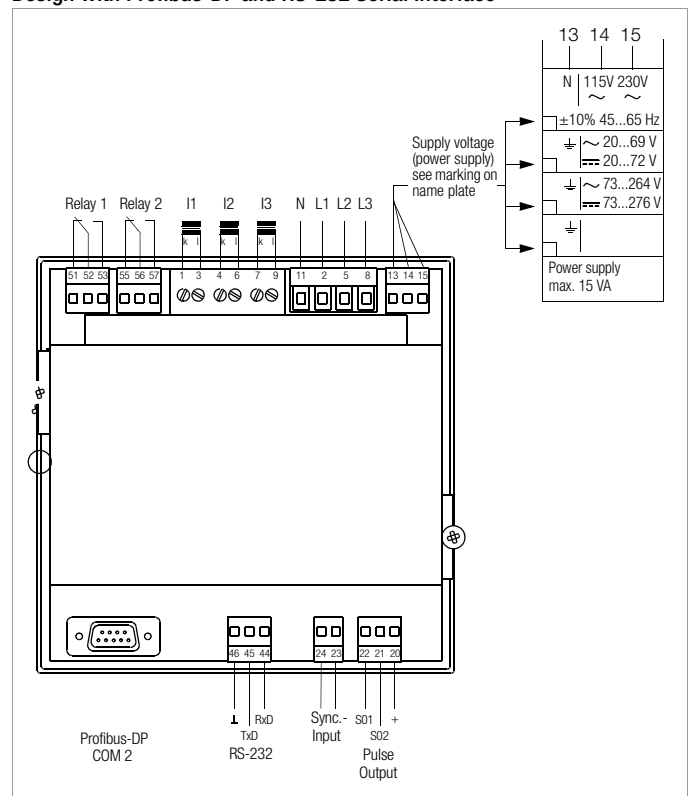 Design with Profibus-DP and RS-232 Serial Interface
13 14 15
N 115V 230V
~ ~
±10% 45...65 Hz
~ 20...69 V
20...72 V
~ 73...264 V
73...276 V
Power supply
max. 15 VA
Supply voltage
(power supply)
see marking on
name plate
Relay 1 Relay 2 I1 I2 I3 N L1 L2 L3
k l k l k l
51 52 53 55 56 57 1 3 4 6 7 9 11 2 5 8 13 14 15
46 45 44 24 23 22 21 20
⊥ RxD
TxD
RS-232
Sync.-
Input
S01 +
S02
Pulse
Output
Profibus-DP
COM 2